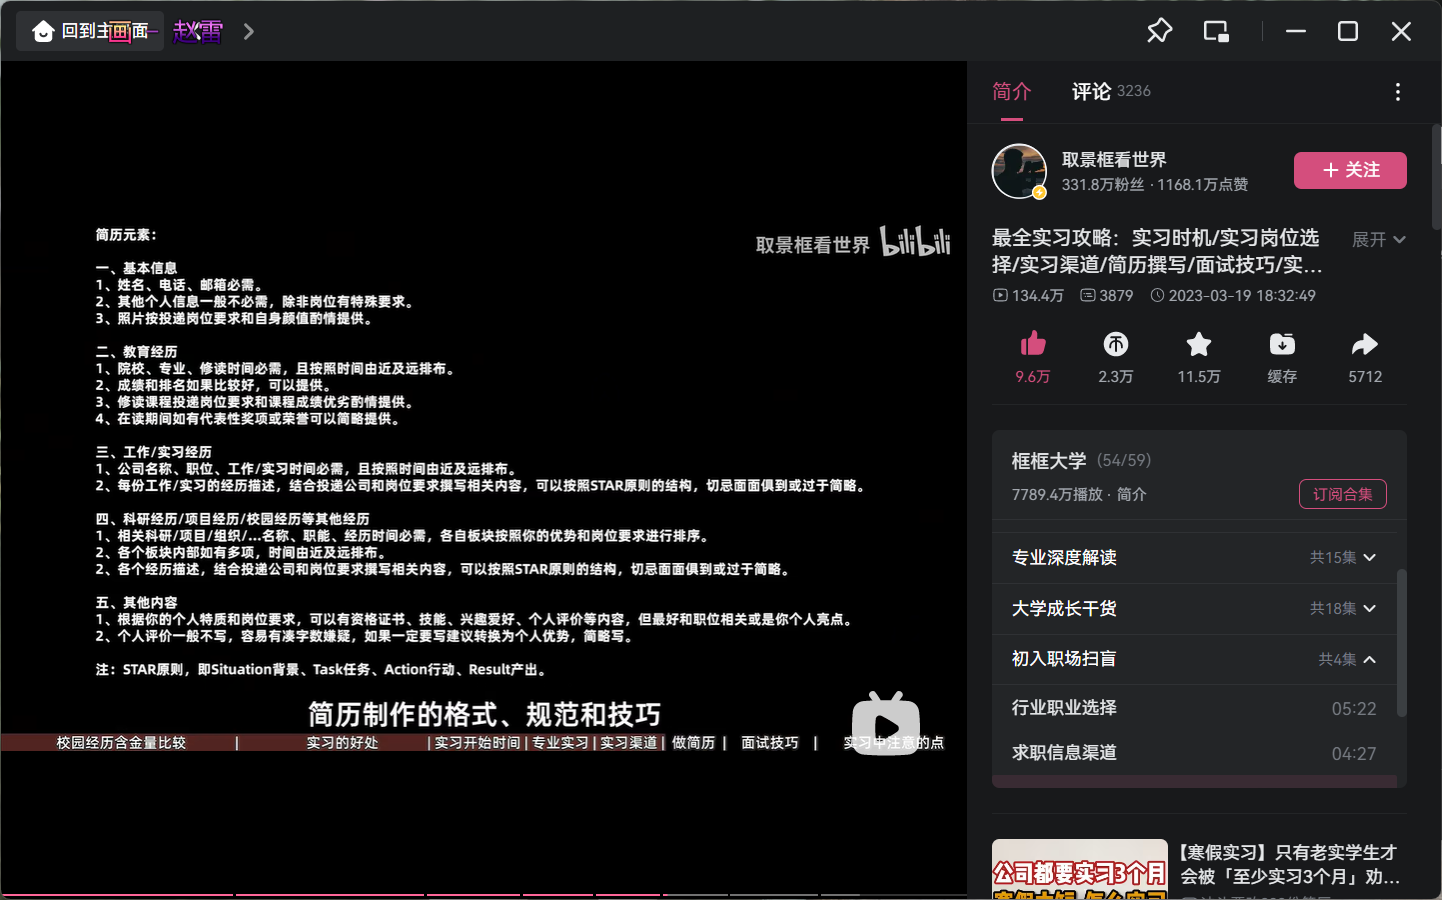 回到主画面
赵雷
简历元素：
取景框看世界 bilibili
一、基本信息
1、姓名、电话、邮箱必需。
2、其他个人信息一般不必需，除非岗位有特殊要求。
3、照片按投递岗位要求和自身颜值酌情提供。
二、教育经历
1、院校、专业、修读时间必需，且按照时间由近及远排布。
2、成绩和排名如果比较好，可以提供。
3、修读课程投递岗位要求和课程成绩优劣酌情提供。
4、在读期间如有代表性奖项或荣誉可以简略提供。
三、工作/实习经历
1、公司名称、职位、工作/实习时间必需，且按照时间由近及远排布。
2、每份工作/实习的经历描述，结合投递公司和岗位要求撰写相关内容，可以按照STAR原则的结构，切忌面面俱到或过于简略。
四、科研经历/项目经历/校园经历等其他经历
1、相关科研/项目/组织/...名称、职能、经历时间必需，各自板块按照你的优势和岗位要求进行排序。
2、各个板块内部如有多项，时间由近及远排布。
2、各个经历描述，结合投递公司和岗位要求撰写相关内容，可以按照STAR原则的结构，切忌面面俱到或过于简略。
五、其他内容
1、根据你的个人特质和岗位要求，可以有资格证书、技能、兴趣爱好、个人评价等内容，但最好和职位相关或是你个人亮点。
2、个人评价一般不写，容易有凑字数嫌疑，如果一定要写建议转换为个人优势，简略写。
注：STAR原则，即Situation背景、Task任务、Action行动、Result产出。
简历制作的格式、规范和技巧
校园经历含金量比较 | 实习的好处 | 实习开始时间 | 专业实习 | 实习渠道 | 做简历 | 面试技巧 | 实习中注意的点
简介 评论 3236
取景框看世界
331.8万粉丝 · 1168.1万点赞
+ 关注
最全实习攻略：实习时机/实习岗位选
择/实习渠道/简历撰写/面试技巧/实...
展开
134.4万 3879 2023-03-19 18:32:49
9.6万 2.3万 11.5万 缓存 5712
框框大学 (54/59)
7789.4万播放 · 简介
订阅合集
专业深度解读 共15集
大学成长干货 共18集
初入职场扫盲 共4集
行业职业选择 05:22
求职信息渠道 04:27
公司都要实习3个月
【寒假实习】只有老实学生才
会被「至少实习3个月」劝...